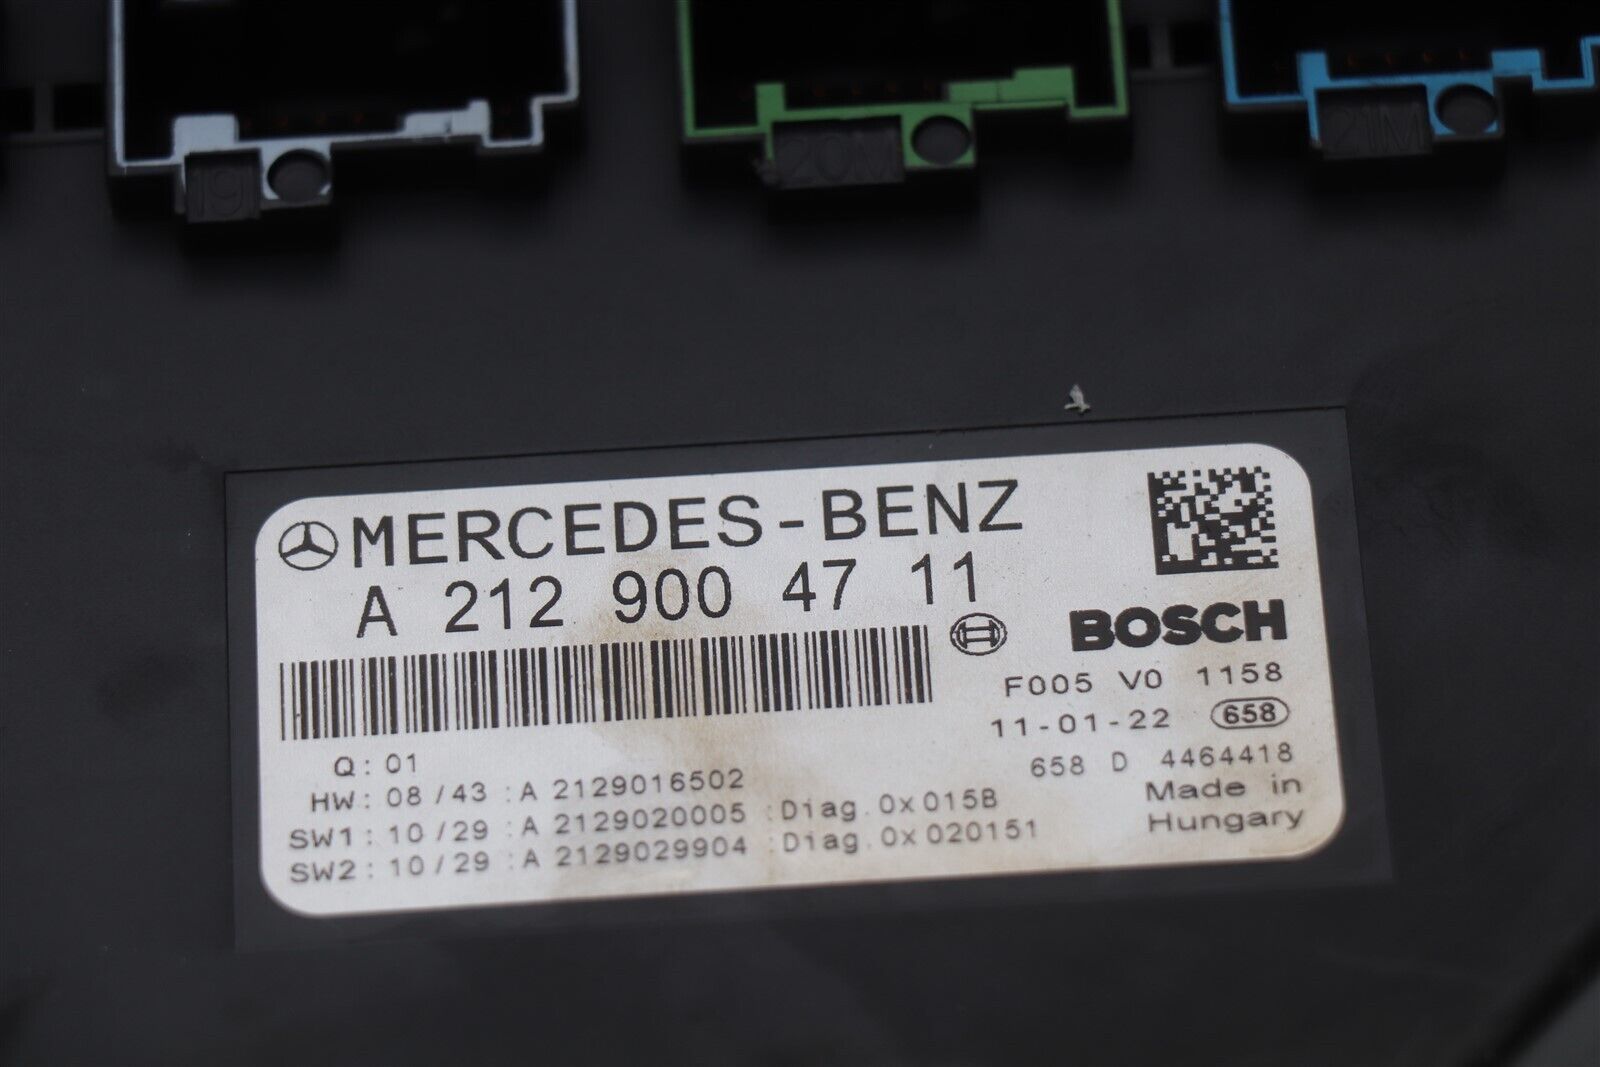 19
20M
21M
MERCEDES-BENZ
A 212 900 47 11
BOSCH
F005 V0 1158
11-01-22 658
658 D 4464418
Made in
Hungary
Q: 01
HW: 08/43 :A 2129016502
SW1: 10/29 :A 2129020005 :Diag.0x015B
SW2: 10/29 :A 2129029904 :Diag.0x020151